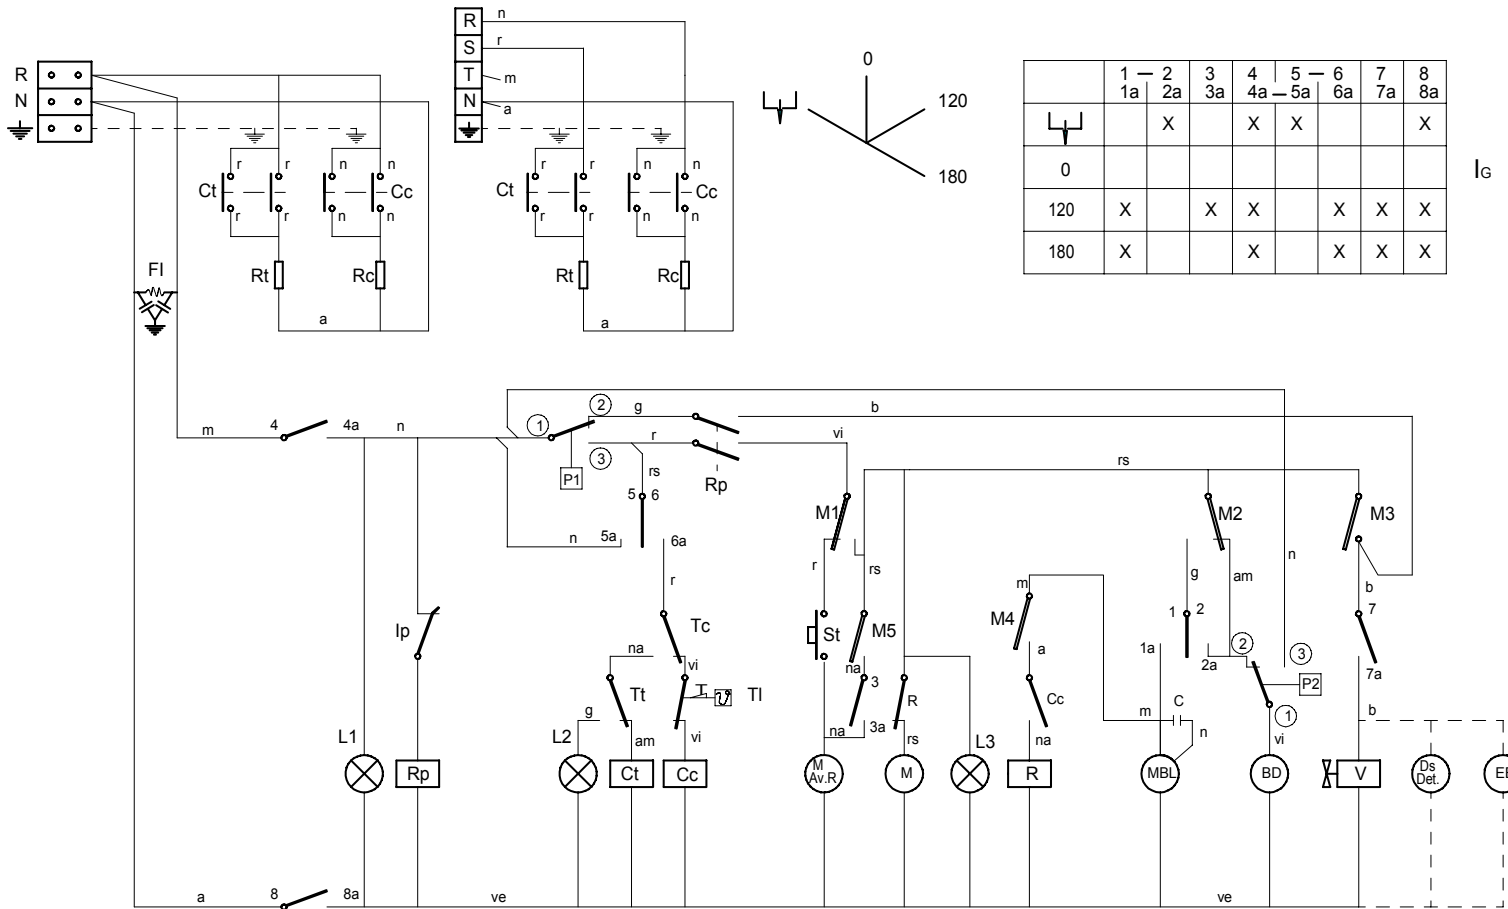 R
N
R n
S r
T m
N a
0
120
180
1 — 2 3 4 5 — 6 7 8
1a 2a 3a 4a — 5a 6a 7a 8a
X X X X
0
120 X X X X X X
180 X X X X X
IG
r r n n
Ct Cc
r r n n
Rt Rc
a
r r n n
Ct Cc
r r n n
Rt Rc
a
FI
m 4 4a n
1 2 g b
3 r vi
P1
rs
Rp
rs
5 6
n 5a 6a
r
M1
r rs
M2
g am
n
M3
b
Ip
Tc
na vi
Tt
T TI
g am vi
St
M5
na
3
na 3a
R
rs
m
M4
a
Cc
na
1 2
1a 2a
2 3
P2
1
m C n
vi
7
7a
b
L1
Rp
L2
Ct
Cc
M
Av.R
M
L3
R
MBL
BD
V
Ds
Det.
a 8 8a ve ve